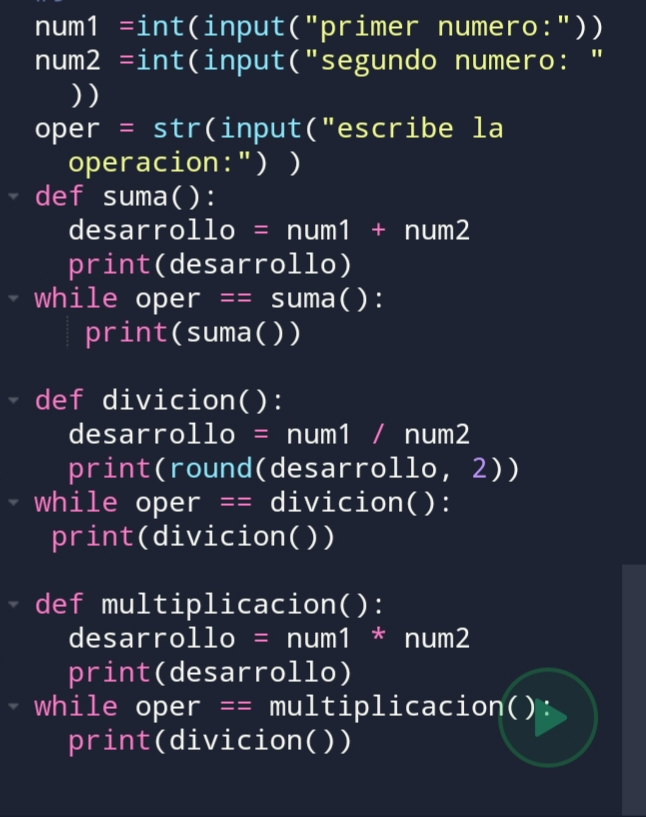 num1 =int(input("primer numero:"))
num2 =int(input("segundo numero: "
))
oper = str(input("escribe la
operacion:") )
def suma():
desarrollo = num1 + num2
print(desarrollo)
while oper == suma():
print(suma())
def divicion():
desarrollo = num1 / num2
print(round(desarrollo, 2))
while oper == divicion():
print(divicion())
def multiplicacion():
desarrollo = num1 * num2
print(desarrollo)
while oper == multiplicacion():
print(divicion())